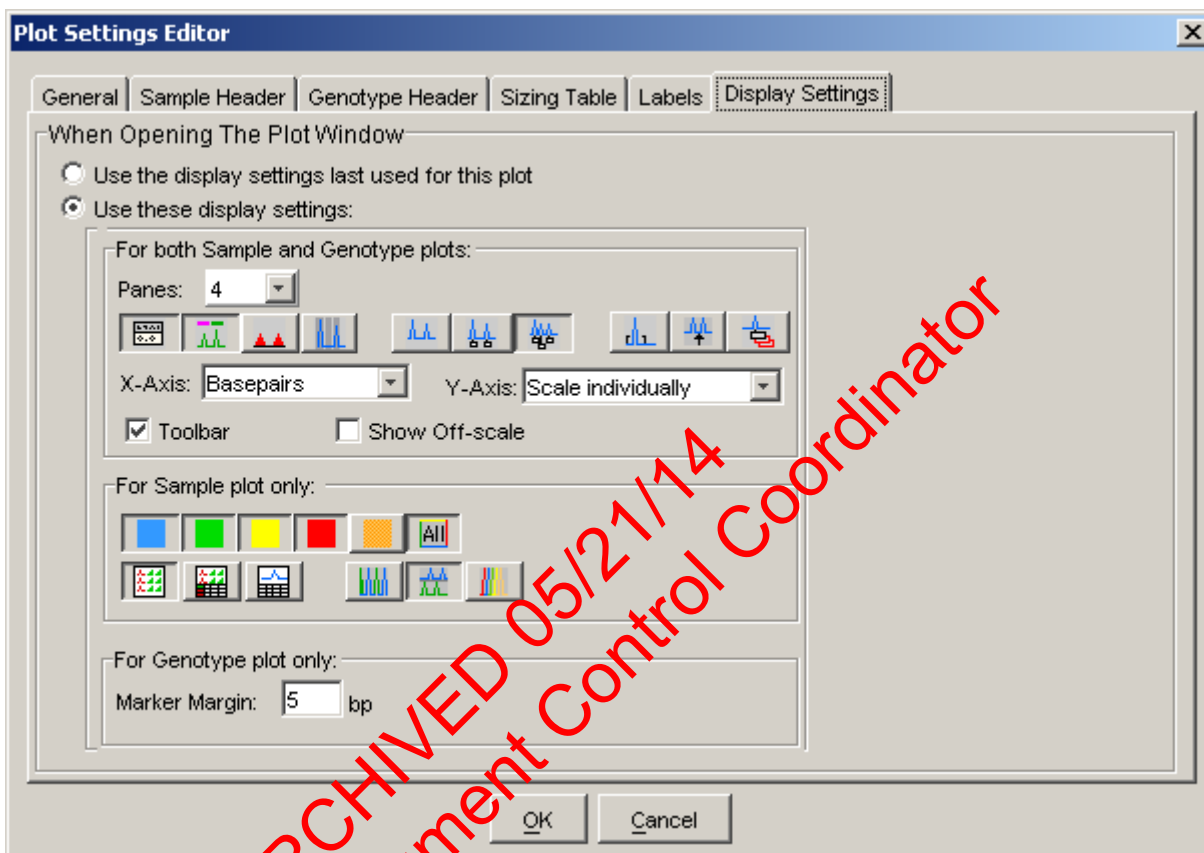 Plot Settings Editor
General
Sample Header
Genotype Header
Sizing Table
Labels
Display Settings
When Opening The Plot Window
Use the display settings last used for this plot
Use these display settings:
For both Sample and Genotype plots:
Panes: 4
X-Axis: Basepairs
Y-Axis: Scale individually
Toolbar
Show Off-scale
For Sample plot only:
All
For Genotype plot only:
Marker Margin: 5 bp
OK
Cancel
RCHIVED 05/21/14
ment Control Coordinator